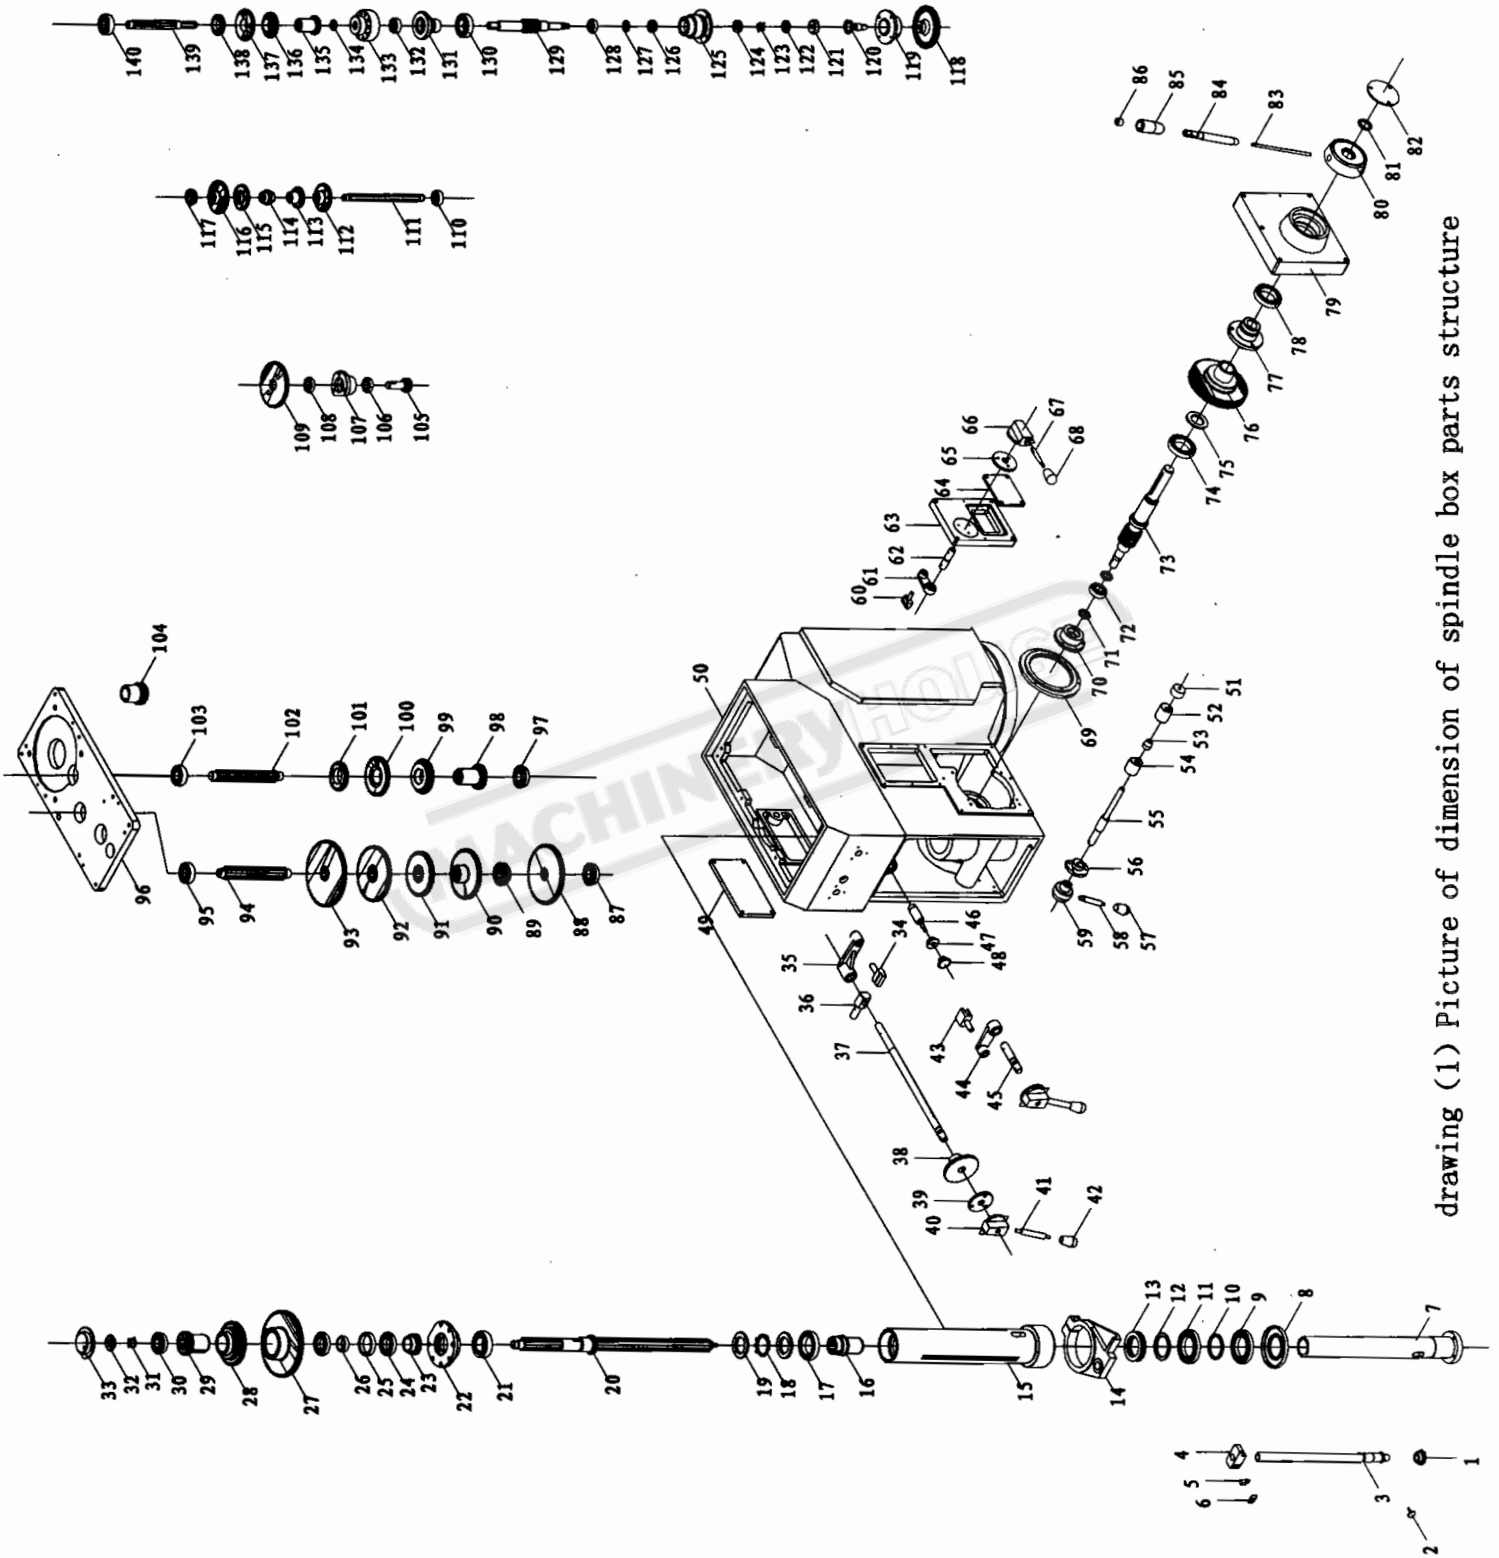 140 139 138 137 136 135 134 133 132 131 130 129 128 127 126 125 124 123 122 121 120 119 118
86 85 84 83 82 81 80 79 78 77 76 75 74 73 72 71 70 69
117 116 115 114 113 112 111 110
109 108 107 106 105
60 61 62 63 64 65 66 67 68
104
103 102 101 100 99 98 97
96 95 94 93 92 91 90 89 88 87
50 49
51 52 53 54 55 56 57 58 59
46 47 48
34 35 36 37 38 39 40 41 42
43 44 45
33 32 31 30 29 28 27 26 25 24 23 22 21 20 19 18 17 16 15 14 13 12 11 10 9 8 7
6 5 4 3 2 1
MACHINERYHOUSE
drawing (1) Picture of dimemsion of spindle box parts structure